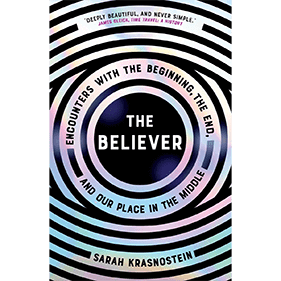 "DEEPLY BEAUTIFUL, AND NEVER SIMPLE."
JAMES GLEICK, TIME TRAVEL: A HISTORY
ENCOUNTERS WITH THE BEGINNING, THE END,
THE
BELIEVER
AND OUR PLACE IN THE MIDDLE
SARAH KRASNOSTEIN